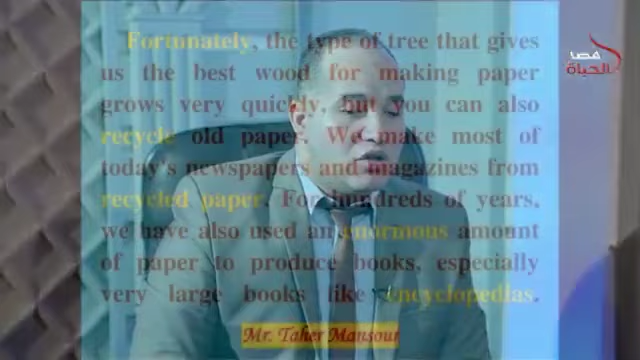 Fortunately, the type of tree that gives
us the best wood for making paper
grows very quickly, but you can also
recycle old paper. We make most of
today's newspapers and magazines from
recycled paper. For hundreds of years,
we have also used an enormous amount
of paper to produce books, especially
very large books like encyclopedias.
Mr. Taher Mansour
مصر
الحياة